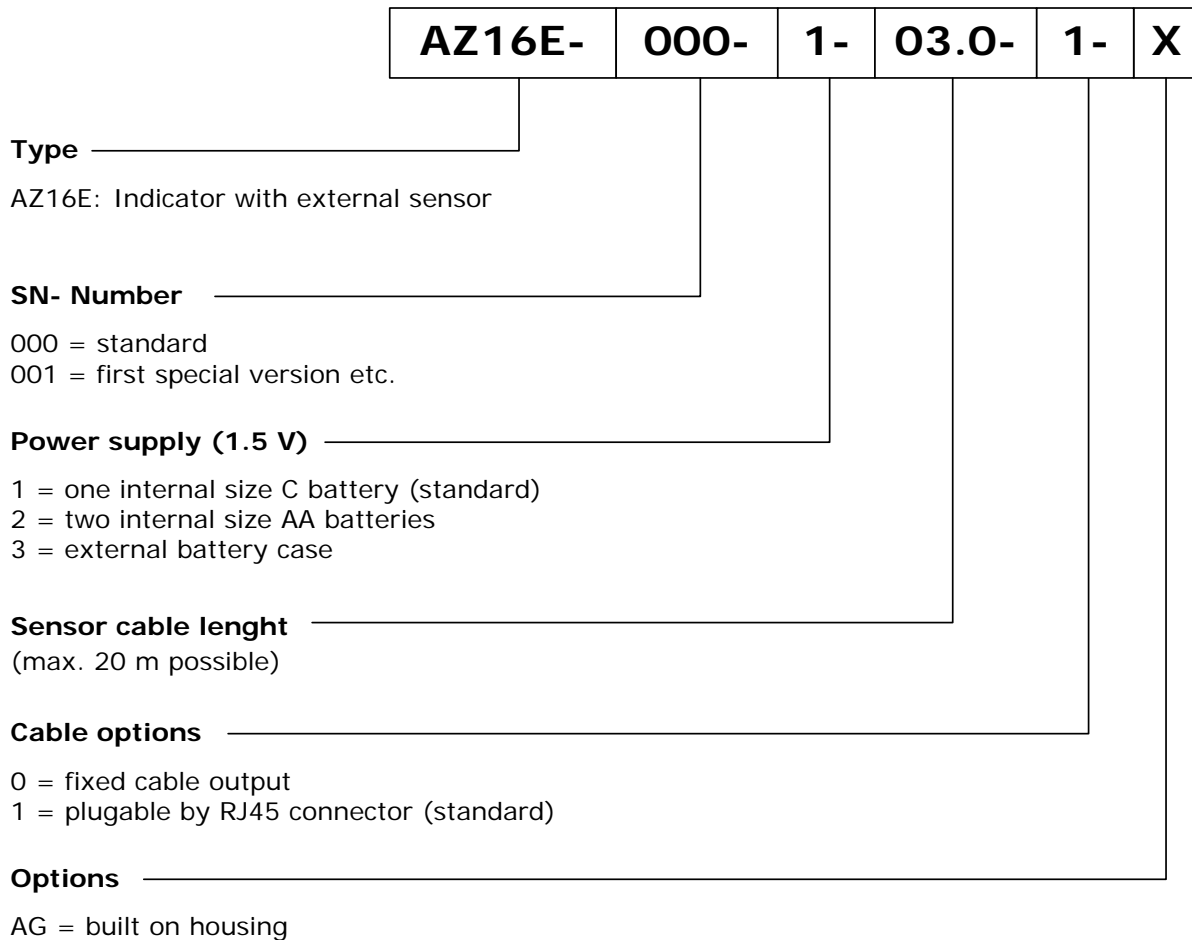 AZ16E- 000- 1- 03.0- 1- X
Type
AZ16E: Indicator with external sensor
SN- Number
000 = standard
001 = first special version etc.
Power supply (1.5 V)
1 = one internal size C battery (standard)
2 = two internal size AA batteries
3 = external battery case
Sensor cable lenght
(max. 20 m possible)
Cable options
0 = fixed cable output
1 = plugable by RJ45 connector (standard)
Options
AG = built on housing